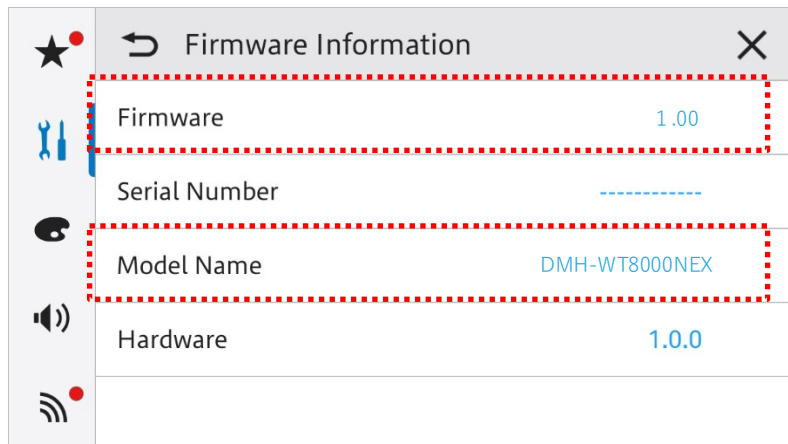 Firmware Information
Firmware 1.00
Serial Number ------------
Model Name DMH-WT8000NEX
Hardware 1.0.0